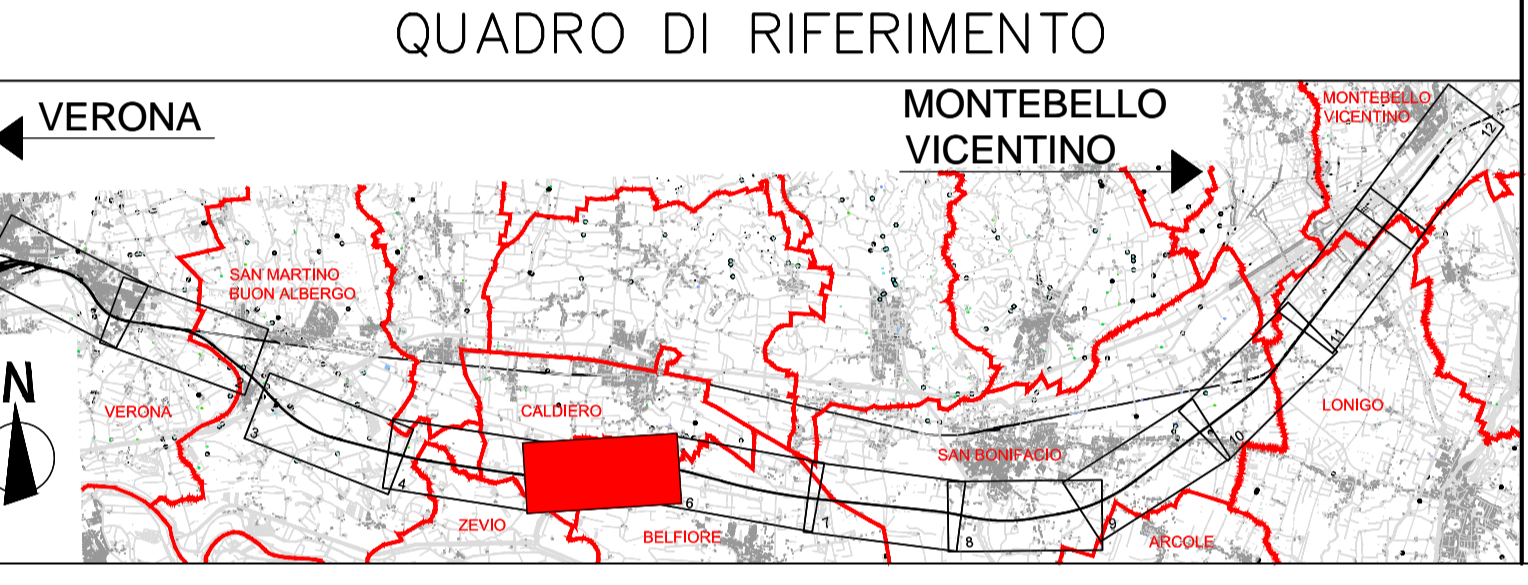 QUADRO DI RIFERIMENTO
VERONA
MONTEBELLO
VICENTINO
MONTEBELLO
VICENTINO
12
SAN MARTINO
BUON ALBERGO
N
VERONA
CALDIERO
11
LONIGO
3
10
SAN BONIFACIO
4
6
ZEVIO
7
9
BELFIORE
8
ARCOLE